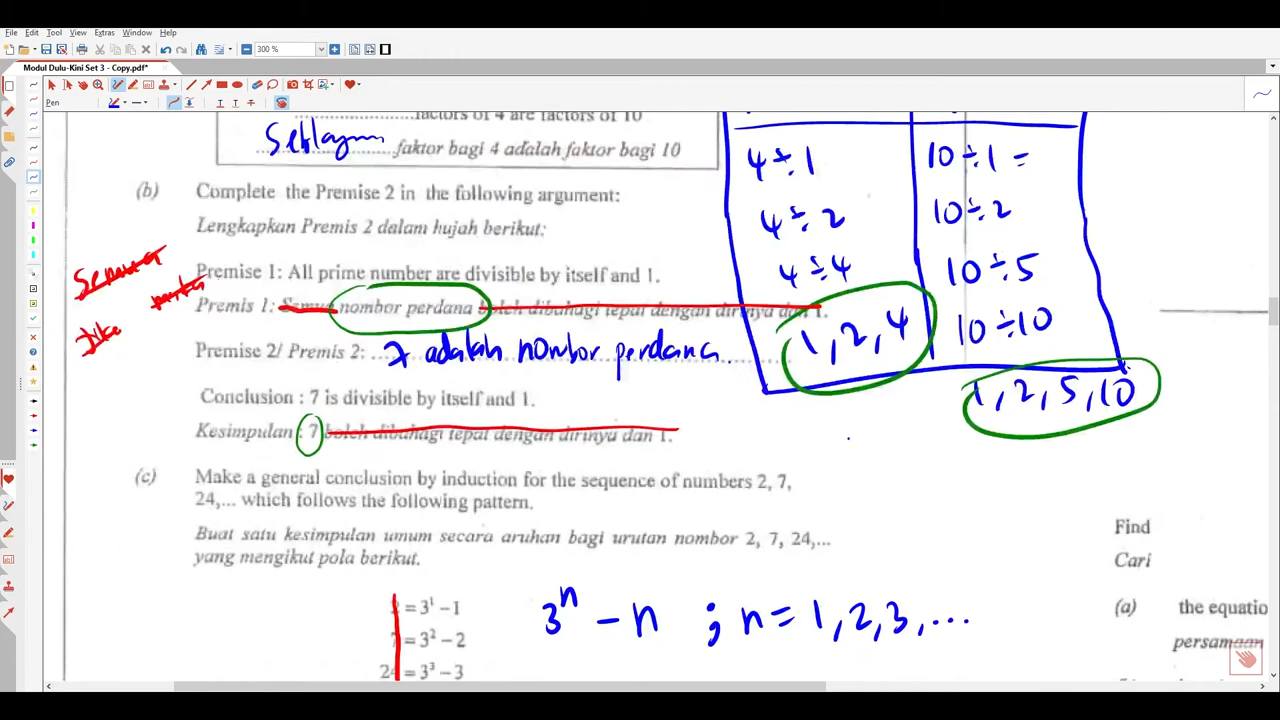 File Edit View Extras Window Help
300 %
Modul Dulu-Kini Set 3 - Copy.pdf*
Pen
factors of 4 are factors of 10
faktor bagi 4 adalah faktor bagi 10
4÷1 10÷1 =
4÷2 10÷2
4÷4 10÷5
1, 2, 4 10÷10
1, 2, 5, 10
(b) Complete the Premise 2 in the following argument:
Lengkapkan Premis 2 dalam hujah berikut:
Semua
Jika maka
Premise 1: All prime number are divisible by itself and 1.
Premis 1: Semua nombor perdana boleh dibahagi tepat dengan dirinya dan 1.
Premise 2/ Premis 2: 7 adalah nombor perdana.
Conclusion : 7 is divisible by itself and 1.
Kesimpulan : 7 boleh dibahagi tepat dengan dirinya dan 1.
(c) Make a general conclusion by induction for the sequence of numbers 2, 7,
24,... which follows the following pattern.
Buat satu kesimpulan umum secara aruhan bagi urutan nombor 2, 7, 24,...
yang mengikut pola berikut.
2 = 3¹ – 1
7 = 3² – 2
24 = 3³ – 3
3ⁿ – n ; n = 1, 2, 3, ...
Find
Cari
(a) the equatio
persamaan